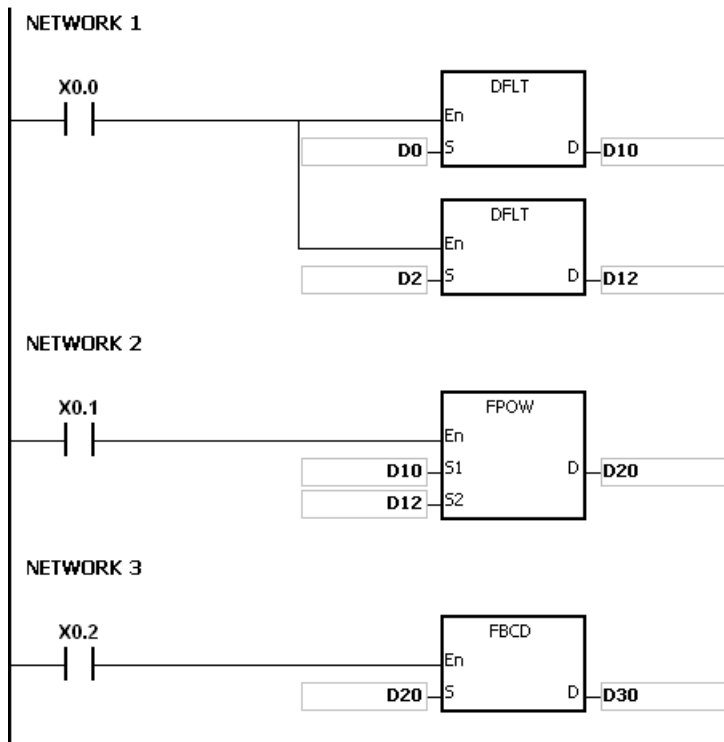 NETWORK 1
X0.0
DFLT
En
D0 S D D10
DFLT
En
D2 S D D12
NETWORK 2
X0.1
FPOW
En
D10 S1 D D20
D12 S2
NETWORK 3
X0.2
FBCD
En
D20 S D D30